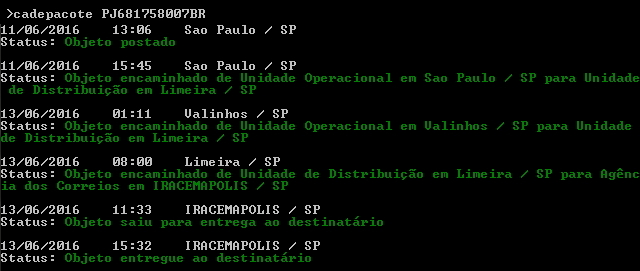 >cadepacote PJ681758007BR
11/06/2016 13:06 Sao Paulo / SP
Status: Objeto postado
11/06/2016 15:45 Sao Paulo / SP
Status: Objeto encaminhado de Unidade Operacional em Sao Paulo / SP para Unidade
de Distribuição em Limeira / SP
13/06/2016 01:11 Valinhos / SP
Status: Objeto encaminhado de Unidade Operacional em Valinhos / SP para Unidade
de Distribuição em Limeira / SP
13/06/2016 08:00 Limeira / SP
Status: Objeto encaminhado de Unidade de Distribuição em Limeira / SP para Agênc
ia dos Correios em IRACEMAPOLIS / SP
13/06/2016 11:33 IRACEMAPOLIS / SP
Status: Objeto saiu para entrega ao destinatário
13/06/2016 15:32 IRACEMAPOLIS / SP
Status: Objeto entregue ao destinatário